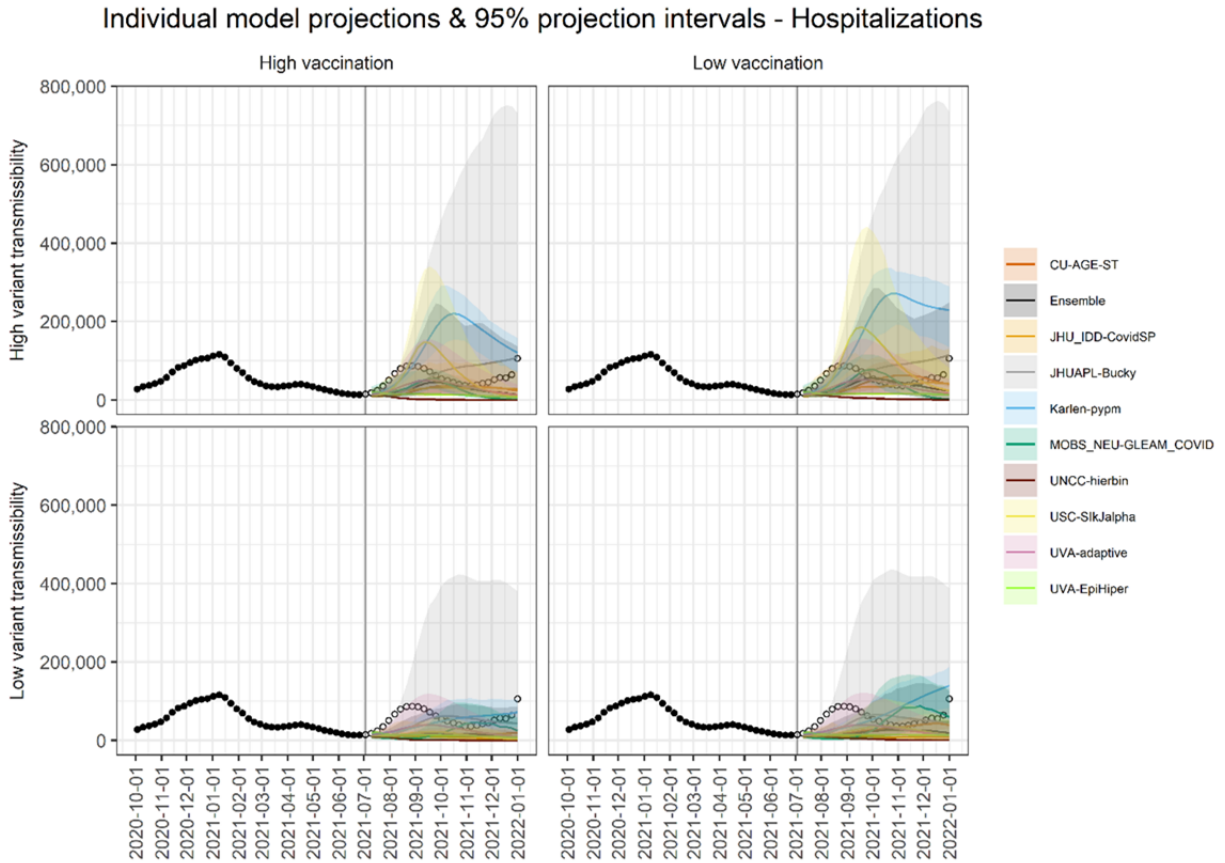 Individual model projections & 95% projection intervals - Hospitalizations
High vaccination
Low vaccination
High variant transmissibility
800,000
600,000
400,000
200,000
0
Low variant transmissibility
800,000
600,000
400,000
200,000
0
2020-10-01
2020-11-01
2020-12-01
2021-01-01
2021-02-01
2021-03-01
2021-04-01
2021-05-01
2021-06-01
2021-07-01
2021-08-01
2021-09-01
2021-10-01
2021-11-01
2021-12-01
2022-01-01
2020-10-01
2020-11-01
2020-12-01
2021-01-01
2021-02-01
2021-03-01
2021-04-01
2021-05-01
2021-06-01
2021-07-01
2021-08-01
2021-09-01
2021-10-01
2021-11-01
2021-12-01
2022-01-01
CU-AGE-ST
Ensemble
JHU_IDD-CovidSP
JHUAPL-Bucky
Karlen-pypm
MOBS_NEU-GLEAM_COVID
UNCC-hierbin
USC-SIkJalpha
UVA-adaptive
UVA-EpiHiper